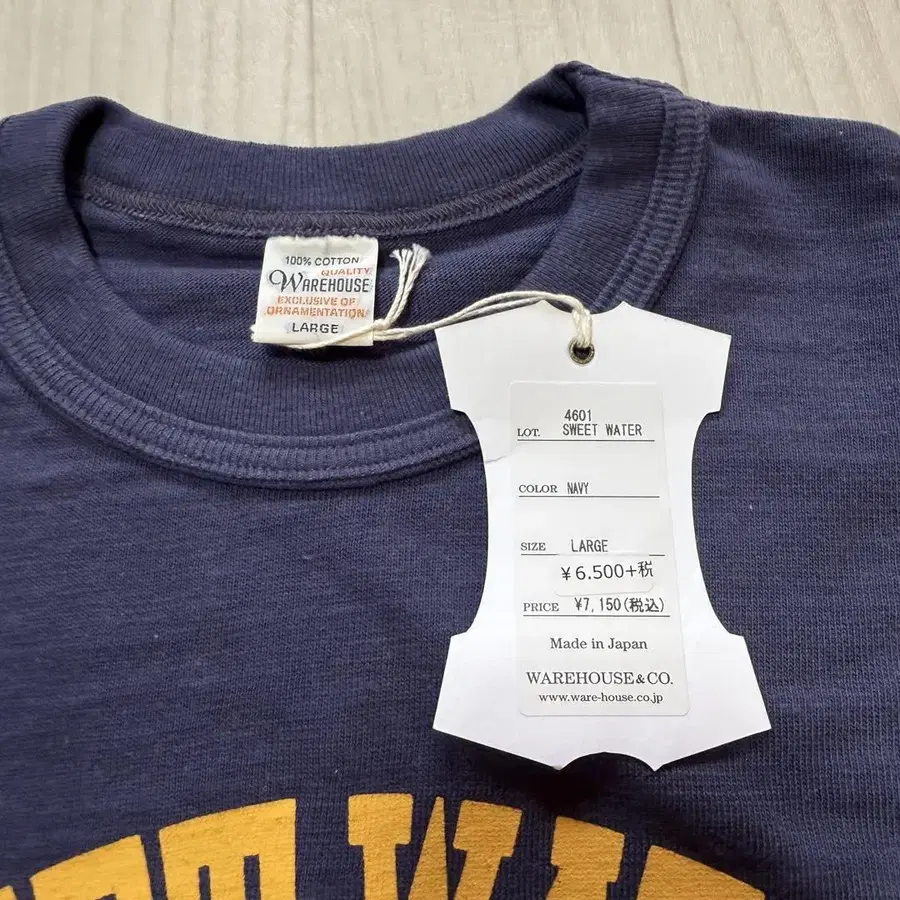 100% COTTON
QUALITY
WAREHOUSE
EXCLUSIVE OF
ORNAMENTATION
LARGE
4601
LOT. SWEET WATER
COLOR NAVY
SIZE LARGE
¥6.500+税
PRICE ¥7,150(税込)
Made in Japan
WAREHOUSE&CO.
www.ware-house.co.jp